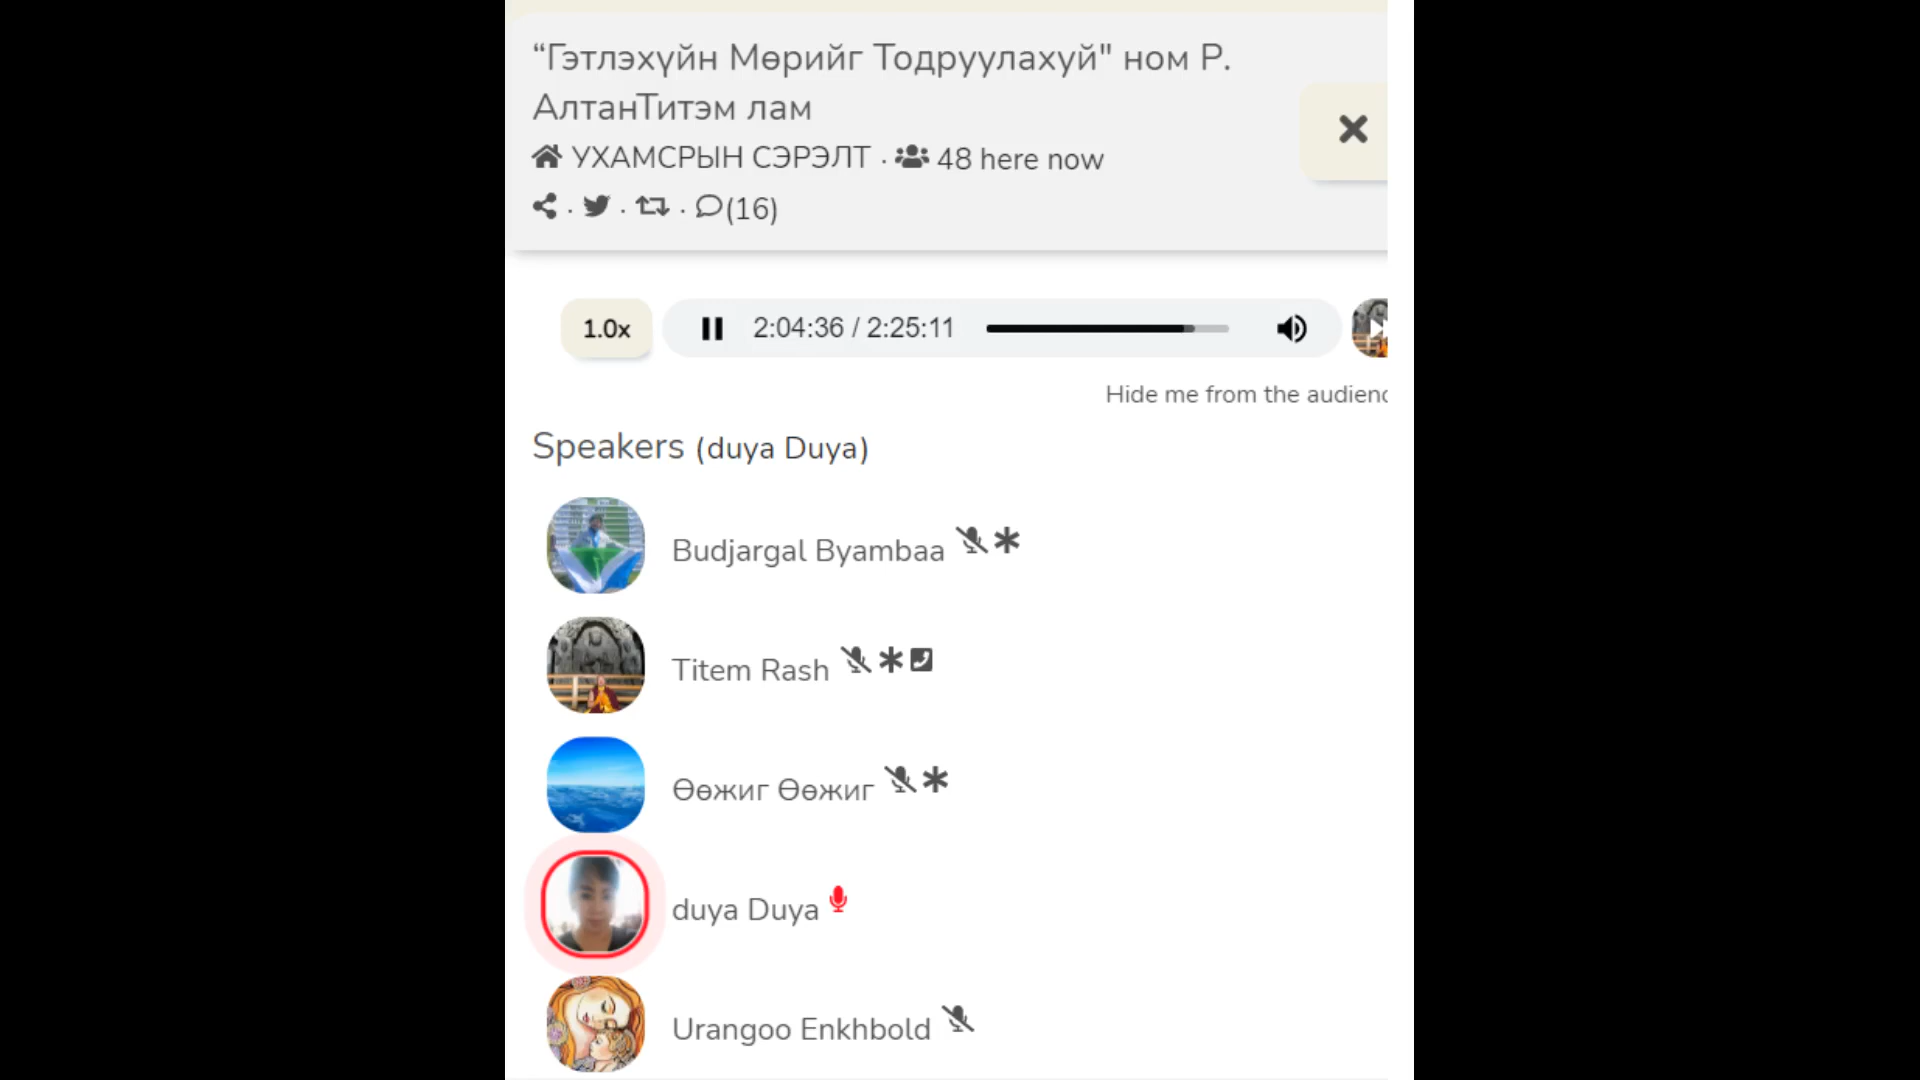 “Гэтлэхүйн Мөрийг Тодруулахуй" ном Р.
АлтанТитэм лам
УХАМСРЫН СЭРЭЛТ · 48 here now
· · · (16)
1.0x 2:04:36 / 2:25:11
Hide me from the
Speakers (duya Duya)
Budjargal Byambaa
Titem Rash
Өөжиг Өөжиг
duya Duya
Urangoo Enkhbold